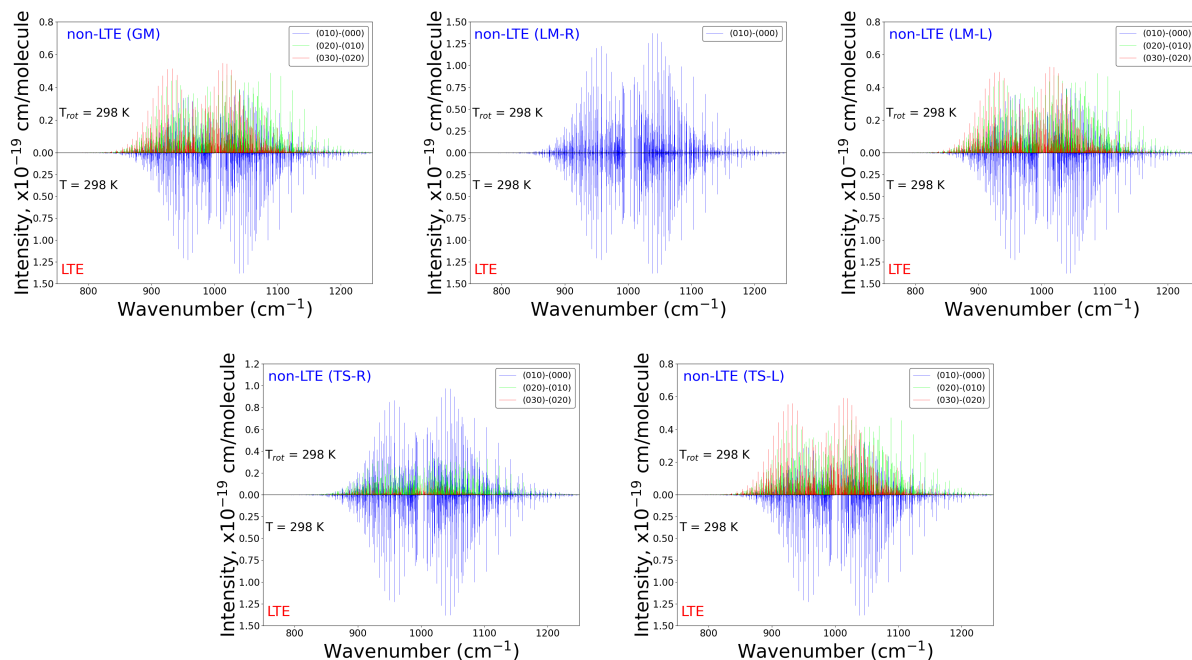 non-LTE (GM)
(010)-(000)
(020)-(010)
(030)-(020)
T_rot = 298 K
T = 298 K
LTE
Intensity, x10⁻¹⁹ cm/molecule
0.8
0.6
0.4
0.2
0.00
0.25
0.50
0.75
1.00
1.25
1.50
800 900 1000 1100 1200
Wavenumber (cm⁻¹)
non-LTE (LM-R)
(010)-(000)
T_rot = 298 K
T = 298 K
LTE
Intensity, x10⁻¹⁹ cm/molecule
1.50
1.25
1.00
0.75
0.50
0.25
0.00
0.25
0.50
0.75
1.00
1.25
1.50
800 900 1000 1100 1200
Wavenumber (cm⁻¹)
non-LTE (LM-L)
(010)-(000)
(020)-(010)
(030)-(020)
T_rot = 298 K
T = 298 K
LTE
Intensity, x10⁻¹⁹ cm/molecule
0.8
0.6
0.4
0.2
0.00
0.25
0.50
0.75
1.00
1.25
1.50
800 900 1000 1100 1200
Wavenumber (cm⁻¹)
non-LTE (TS-R)
(010)-(000)
(020)-(010)
(030)-(020)
T_rot = 298 K
T = 298 K
LTE
Intensity, x10⁻¹⁹ cm/molecule
1.2
1.0
0.8
0.6
0.4
0.2
0.00
0.25
0.50
0.75
1.00
1.25
1.50
800 900 1000 1100 1200
Wavenumber (cm⁻¹)
non-LTE (TS-L)
(010)-(000)
(020)-(010)
(030)-(020)
T_rot = 298 K
T = 298 K
LTE
Intensity, x10⁻¹⁹ cm/molecule
0.8
0.6
0.4
0.2
0.00
0.25
0.50
0.75
1.00
1.25
1.50
800 900 1000 1100 1200
Wavenumber (cm⁻¹)